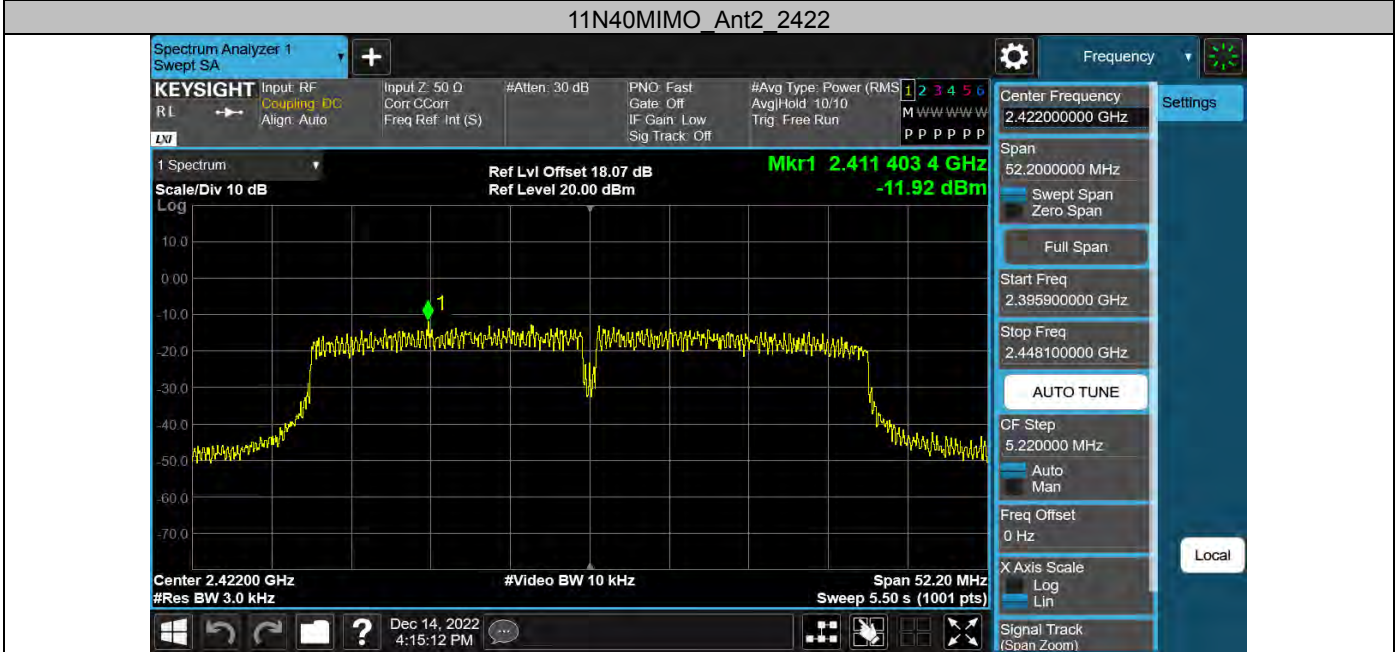 11N40MIMO_Ant2_2422
Spectrum Analyzer 1
Swept SA
+
Frequency
KEYSIGHT
R L
LXI
Input: RF
Coupling: DC
Align: Auto
Input Z: 50 Ω
Corr CCorr
Freq Ref: Int (S)
#Atten: 30 dB
PNO: Fast
Gate: Off
IF Gain: Low
Sig Track: Off
#Avg Type: Power (RMS
Avg|Hold: 10/10
Trig: Free Run
1 2 3 4 5 6
M W W W W W
P P P P P P
1 Spectrum
Scale/Div 10 dB
Log
Ref Lvl Offset 18.07 dB
Ref Level 20.00 dBm
Mkr1 2.411 403 4 GHz
-11.92 dBm
10.0
0.00
-10.0
-20.0
-30.0
-40.0
-50.0
-60.0
-70.0
1
Center 2.42200 GHz
#Res BW 3.0 kHz
#Video BW 10 kHz
Span 52.20 MHz
Sweep 5.50 s (1001 pts)
?
Dec 14, 2022
4:15:12 PM
Center Frequency
2.422000000 GHz
Settings
Span
52.2000000 MHz
Swept Span
Zero Span
Full Span
Start Freq
2.395900000 GHz
Stop Freq
2.448100000 GHz
AUTO TUNE
CF Step
5.220000 MHz
Auto
Man
Freq Offset
0 Hz
X Axis Scale
Log
Lin
Local
Signal Track
(Span Zoom)